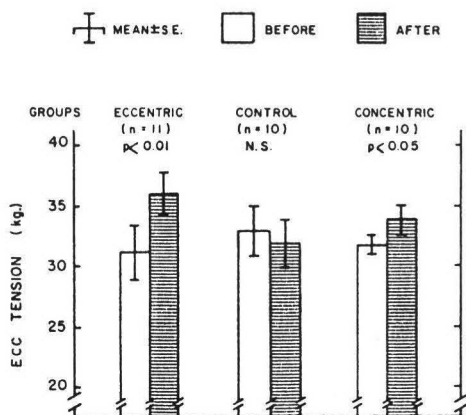 MEAN±S.E. BEFORE AFTER
GROUPS ECCENTRIC CONTROL CONCENTRIC
(n = 11) (n = 10) (n = 10)
p< 0.01 N.S. p< 0.05
40
35
30
25
20
ECC TENSION (kg.)